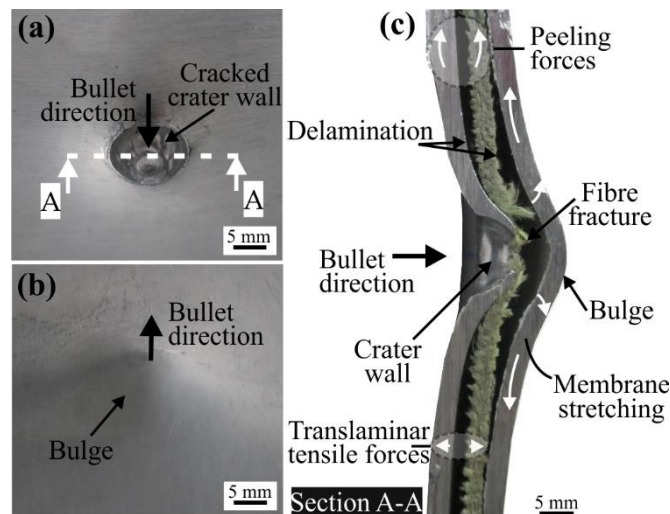 (a)
Bullet
direction
Cracked
crater wall
A
A
5 mm
(b)
Bullet
direction
Bulge
5 mm
(c)
Peeling
forces
Delamination
Fibre
fracture
Bullet
direction
Bulge
Crater
wall
Membrane
stretching
Translaminar
tensile forces
Section A-A
5 mm